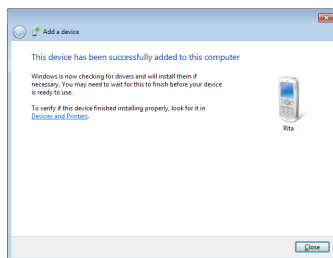 Add a device
This device has been successfully added to this computer
Windows is now checking for drivers and will install them if
necessary. You may need to wait for this to finish before your device
is ready to use.
To verify if this device finished installing properly, look for it in
Devices and Printers.
Rita
Close